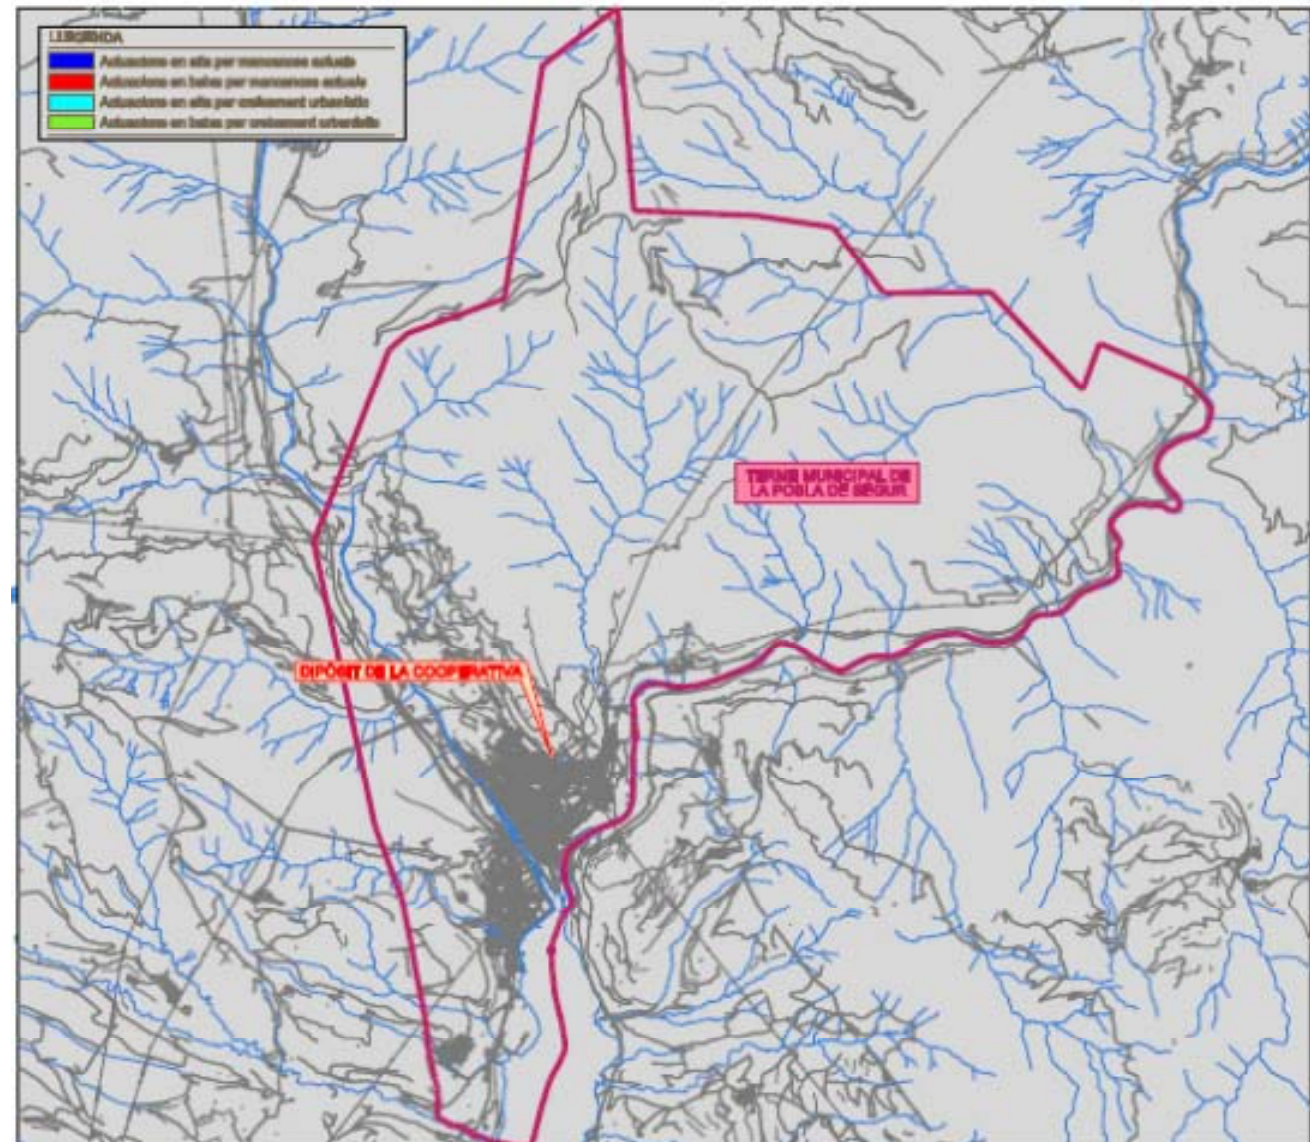 LLEGENDA
Actuacions en alta per mancances actuals
Actuacions en baixa per mancances actuals
Actuacions en alta per creixement urbanístic
Actuacions en baixa per creixement urbanístic
TERME MUNICIPAL DE
LA POBLA DE SEGUR
DIPÒSIT DE LA COOPERATIVA